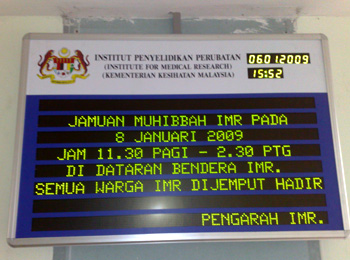 INSTITUT PENYELIDIKAN PERUBATAN
(INSTITUTE FOR MEDICAL RESEARCH)
(KEMENTERIAN KESIHATAN MALAYSIA)
06012009
15:52
JAMUAN MUHIBBAH IMR PADA
8 JANUARI 2009
JAM 11.30 PAGI - 2.30 PTG
DI DATARAN BENDERA IMR.
SEMUA WARGA IMR DIJEMPUT HADIR
PENGARAH IMR.